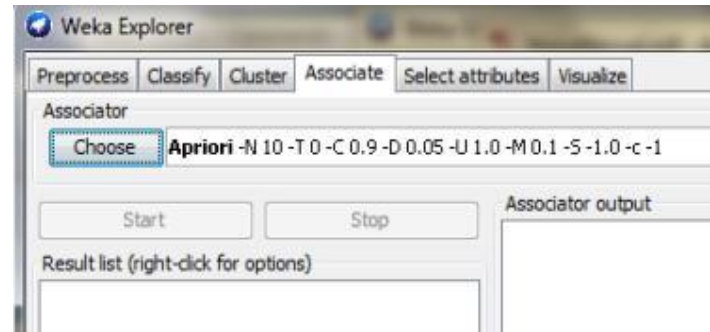 Weka Explorer
Preprocess Classify Cluster Associate Select attributes Visualize
Associator
Choose Apriori -N 10 -T 0 -C 0.9 -D 0.05 -U 1.0 -M 0.1 -S -1.0 -c -1
Start Stop
Associator output
Result list (right-click for options)